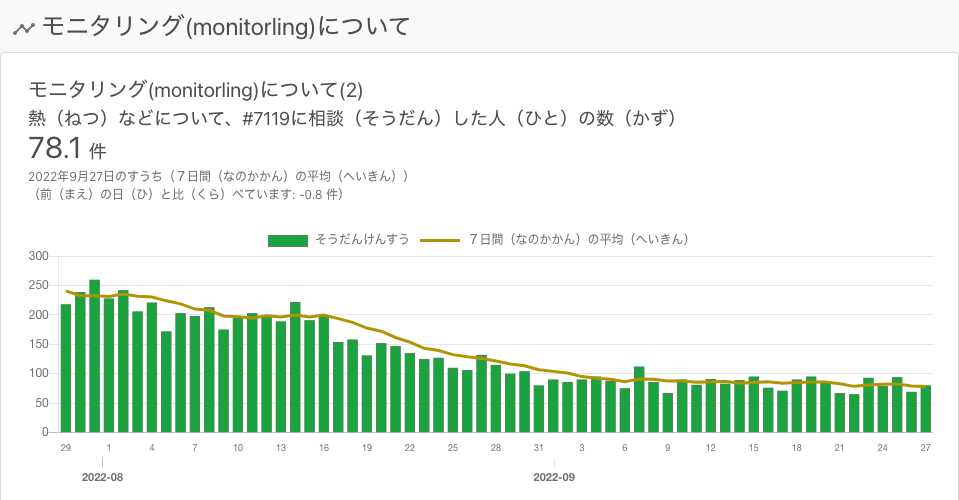 モニタリング(monitorling)について
モニタリング(monitorling)について(2)
熱（ねつ）などについて、#7119に相談（そうだん）した人（ひと）の数（かず）
78.1 件
2022年9月27日のすうち（７日間（なのかかん）の平均（へいきん））
（前（まえ）の日（ひ）と比（くら）べています: -0.8 件）
そうだんけんすう ７日間（なのかかん）の平均（へいきん）
300
250
200
150
100
50
0
29 1 4 7 10 13 16 19 22 25 28 31 3 6 9 12 15 18 21 24 27
2022-08 2022-09